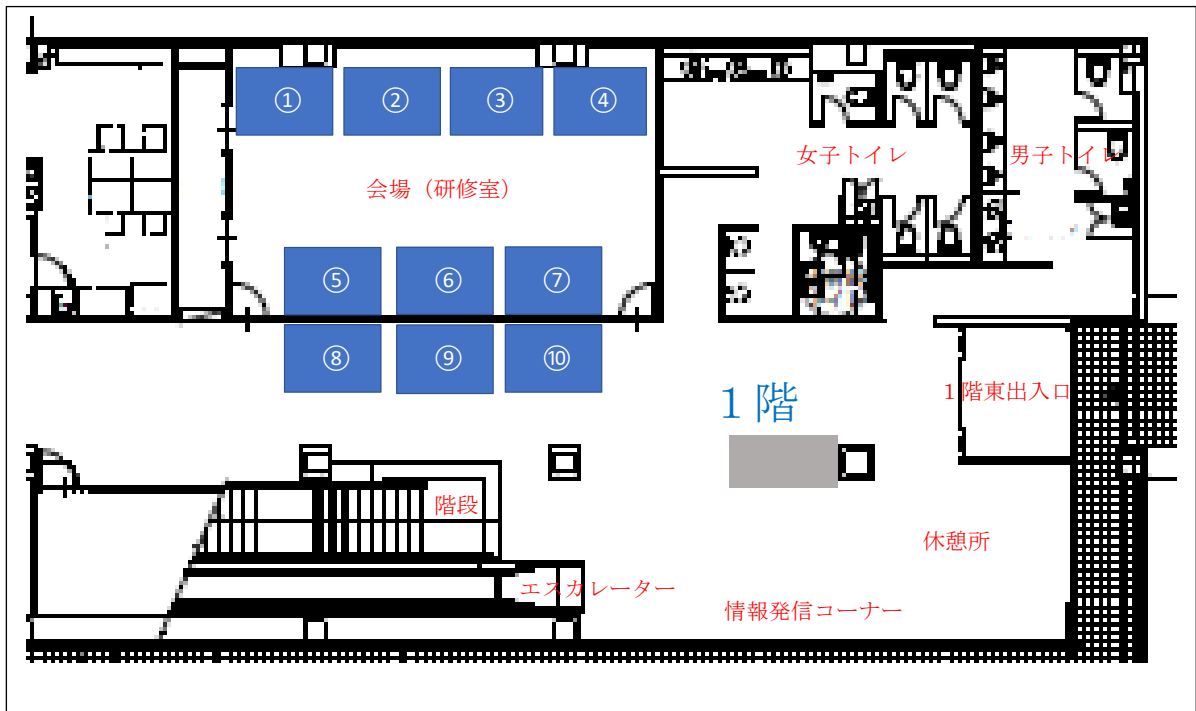 ① ② ③ ④
女子トイレ 男子トイレ
会場（研修室）
⑤ ⑥ ⑦
⑧ ⑨ ⑩
１階
１階東出入口
階段
休憩所
エスカレーター
情報発信コーナー